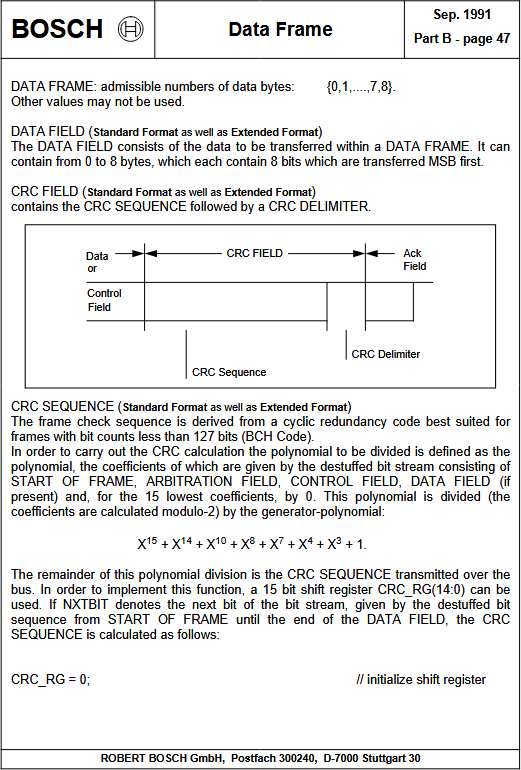 BOSCH
Data Frame
Sep. 1991
Part B - page 47
DATA FRAME: admissible numbers of data bytes: {0,1,....,7,8}.
Other values may not be used.
DATA FIELD (Standard Format as well as Extended Format)
The DATA FIELD consists of the data to be transferred within a DATA FRAME. It can
contain from 0 to 8 bytes, which each contain 8 bits which are transferred MSB first.
CRC FIELD (Standard Format as well as Extended Format)
contains the CRC SEQUENCE followed by a CRC DELIMITER.
Data
or
Control
Field
CRC FIELD
Ack
Field
CRC Delimiter
CRC Sequence
CRC SEQUENCE (Standard Format as well as Extended Format)
The frame check sequence is derived from a cyclic redundancy code best suited for
frames with bit counts less than 127 bits (BCH Code).
In order to carry out the CRC calculation the polynomial to be divided is defined as the
polynomial, the coefficients of which are given by the destuffed bit stream consisting of
START OF FRAME, ARBITRATION FIELD, CONTROL FIELD, DATA FIELD (if
present) and, for the 15 lowest coefficients, by 0. This polynomial is divided (the
coefficients are calculated modulo-2) by the generator-polynomial:
X¹⁵ + X¹⁴ + X¹⁰ + X⁸ + X⁷ + X⁴ + X³ + 1.
The remainder of this polynomial division is the CRC SEQUENCE transmitted over the
bus. In order to implement this function, a 15 bit shift register CRC_RG(14:0) can be
used. If NXTBIT denotes the next bit of the bit stream, given by the destuffed bit
sequence from START OF FRAME until the end of the DATA FIELD, the CRC
SEQUENCE is calculated as follows:
CRC_RG = 0; // initialize shift register
ROBERT BOSCH GmbH, Postfach 300240, D-7000 Stuttgart 30